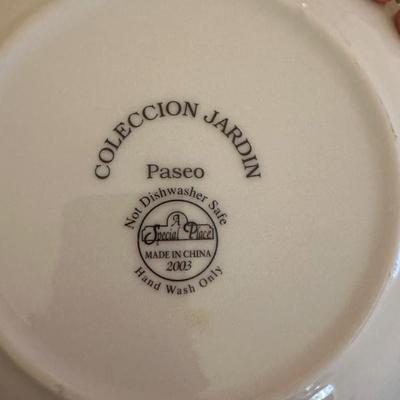 COLECCION JARDIN
Paseo
Not Dishwasher Safe
A
Special Place
MADE IN CHINA
2003
Hand Wash Only